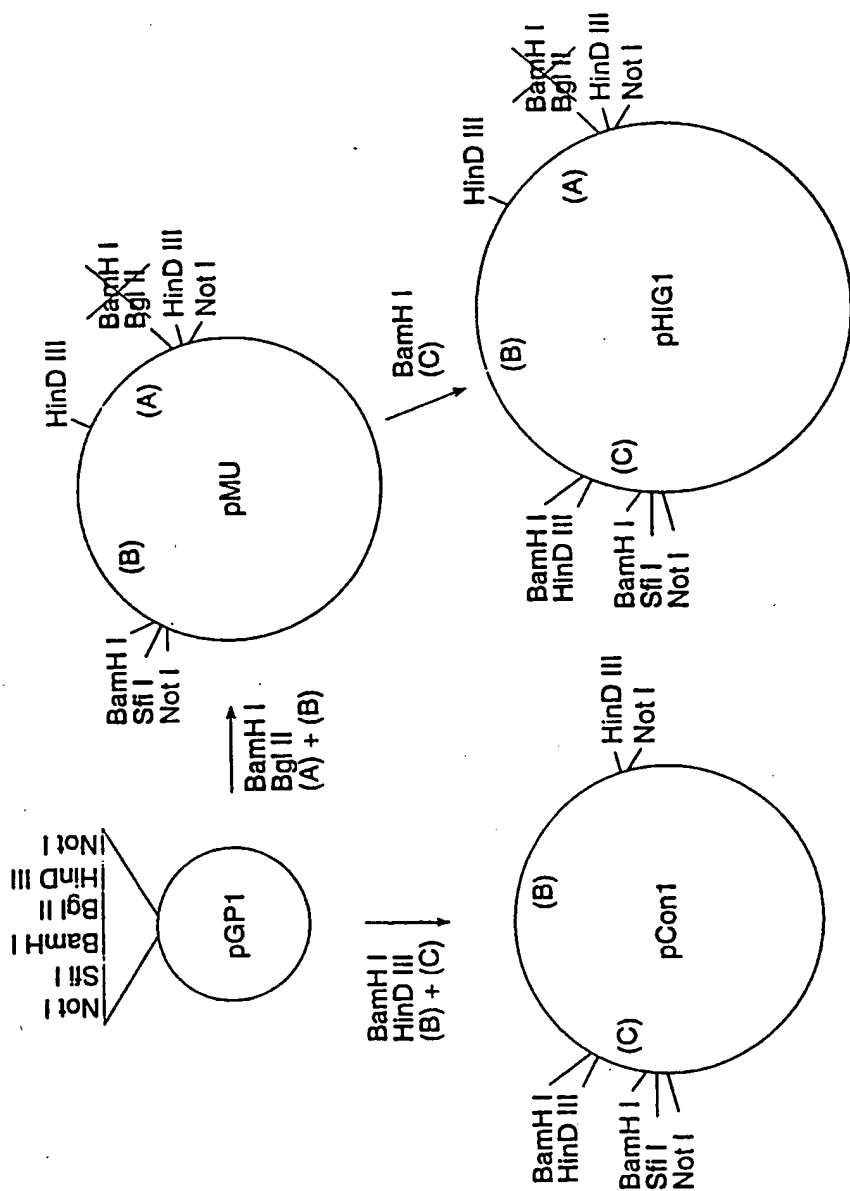 Not I
Sfi I
BamH I
Bgl II
HinD III
Not I
pGP1
BamH I
Bgl II
(A) + (B)
BamH I
Sfi I
Not I
(B)
pMU
(A)
HinD III
BamH I
Bgl II
HinD III
Not I
BamH I
HinD III
(B) + (C)
BamH I
(C)
BamH I
HinD III
(C)
BamH I
Sfi I
Not I
pCon1
(B)
HinD III
Not I
BamH I
HinD III
(C)
BamH I
Sfi I
Not I
(B)
pHIG1
(A)
HinD III
BamH I
Bgl II
HinD III
Not I